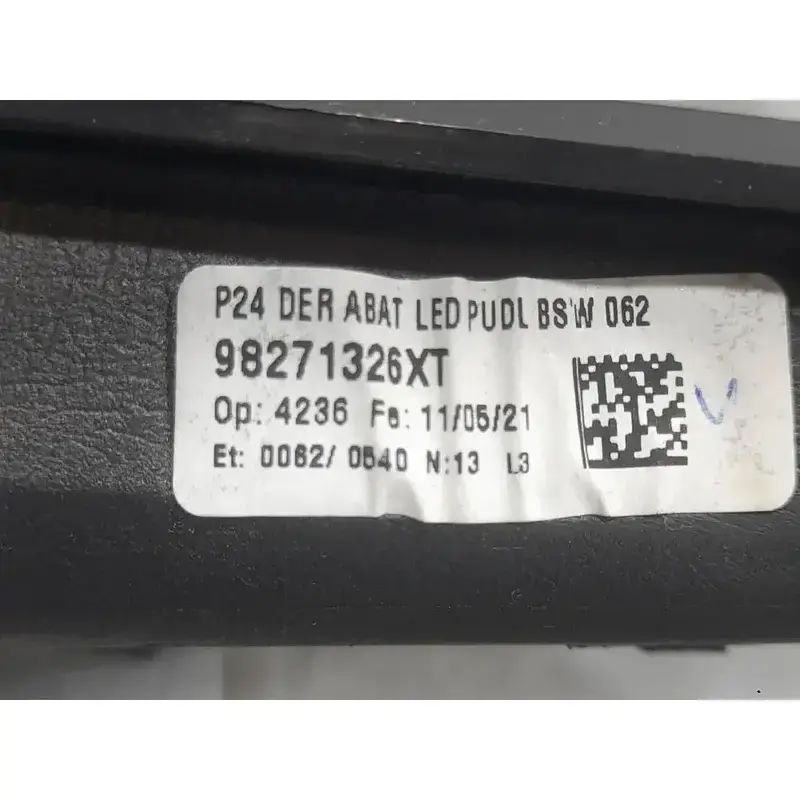 P24 DER ABAT LED PUDL BSW 062
98271326XT
Op: 4236 Fe: 11/05/21
Et: 0062/ 0540 N:13 L3